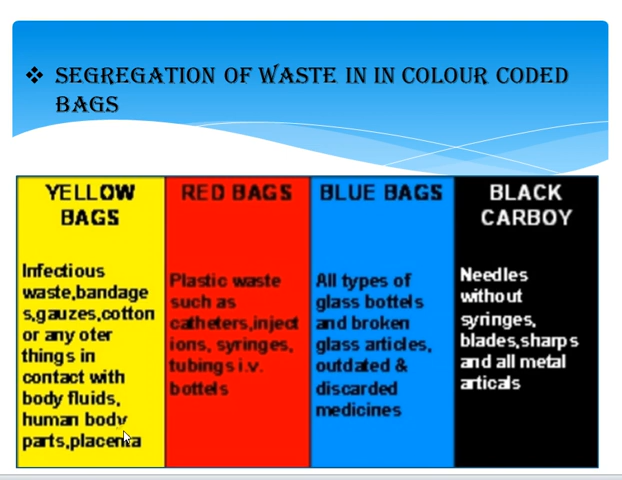 ❖ SEGREGATION OF WASTE IN IN COLOUR CODED
BAGS
YELLOW
BAGS
Infectious
waste,bandage
s,gauzes,cotton
or any oter
things in
contact with
body fluids,
human body
parts,placenta
RED BAGS
Plastic waste
such as
catheters,inject
ions, syringes,
tubings i.v.
bottels
BLUE BAGS
All types of
glass bottels
and broken
glass articles,
outdated &
discarded
medicines
BLACK
CARBOY
Needles
without
syringes,
blades,sharps
and all metal
articals